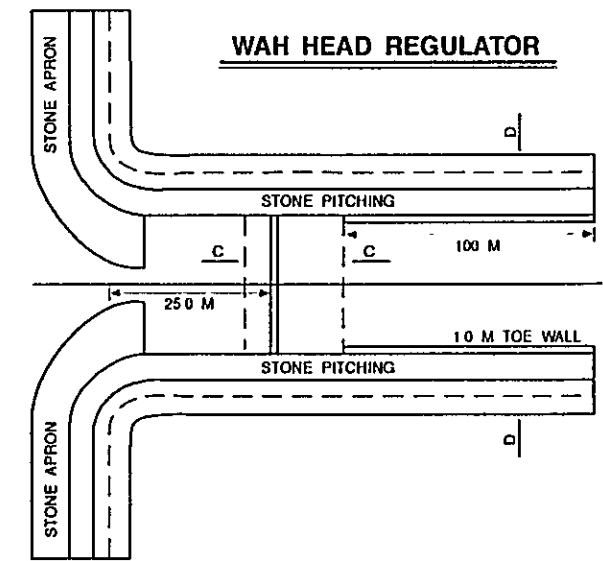 WAH HEAD REGULATOR
STONE APRON
D
STONE PITCHING
C
C
100 M
25 0 M
1 0 M TOE WALL
STONE PITCHING
D
STONE APRON